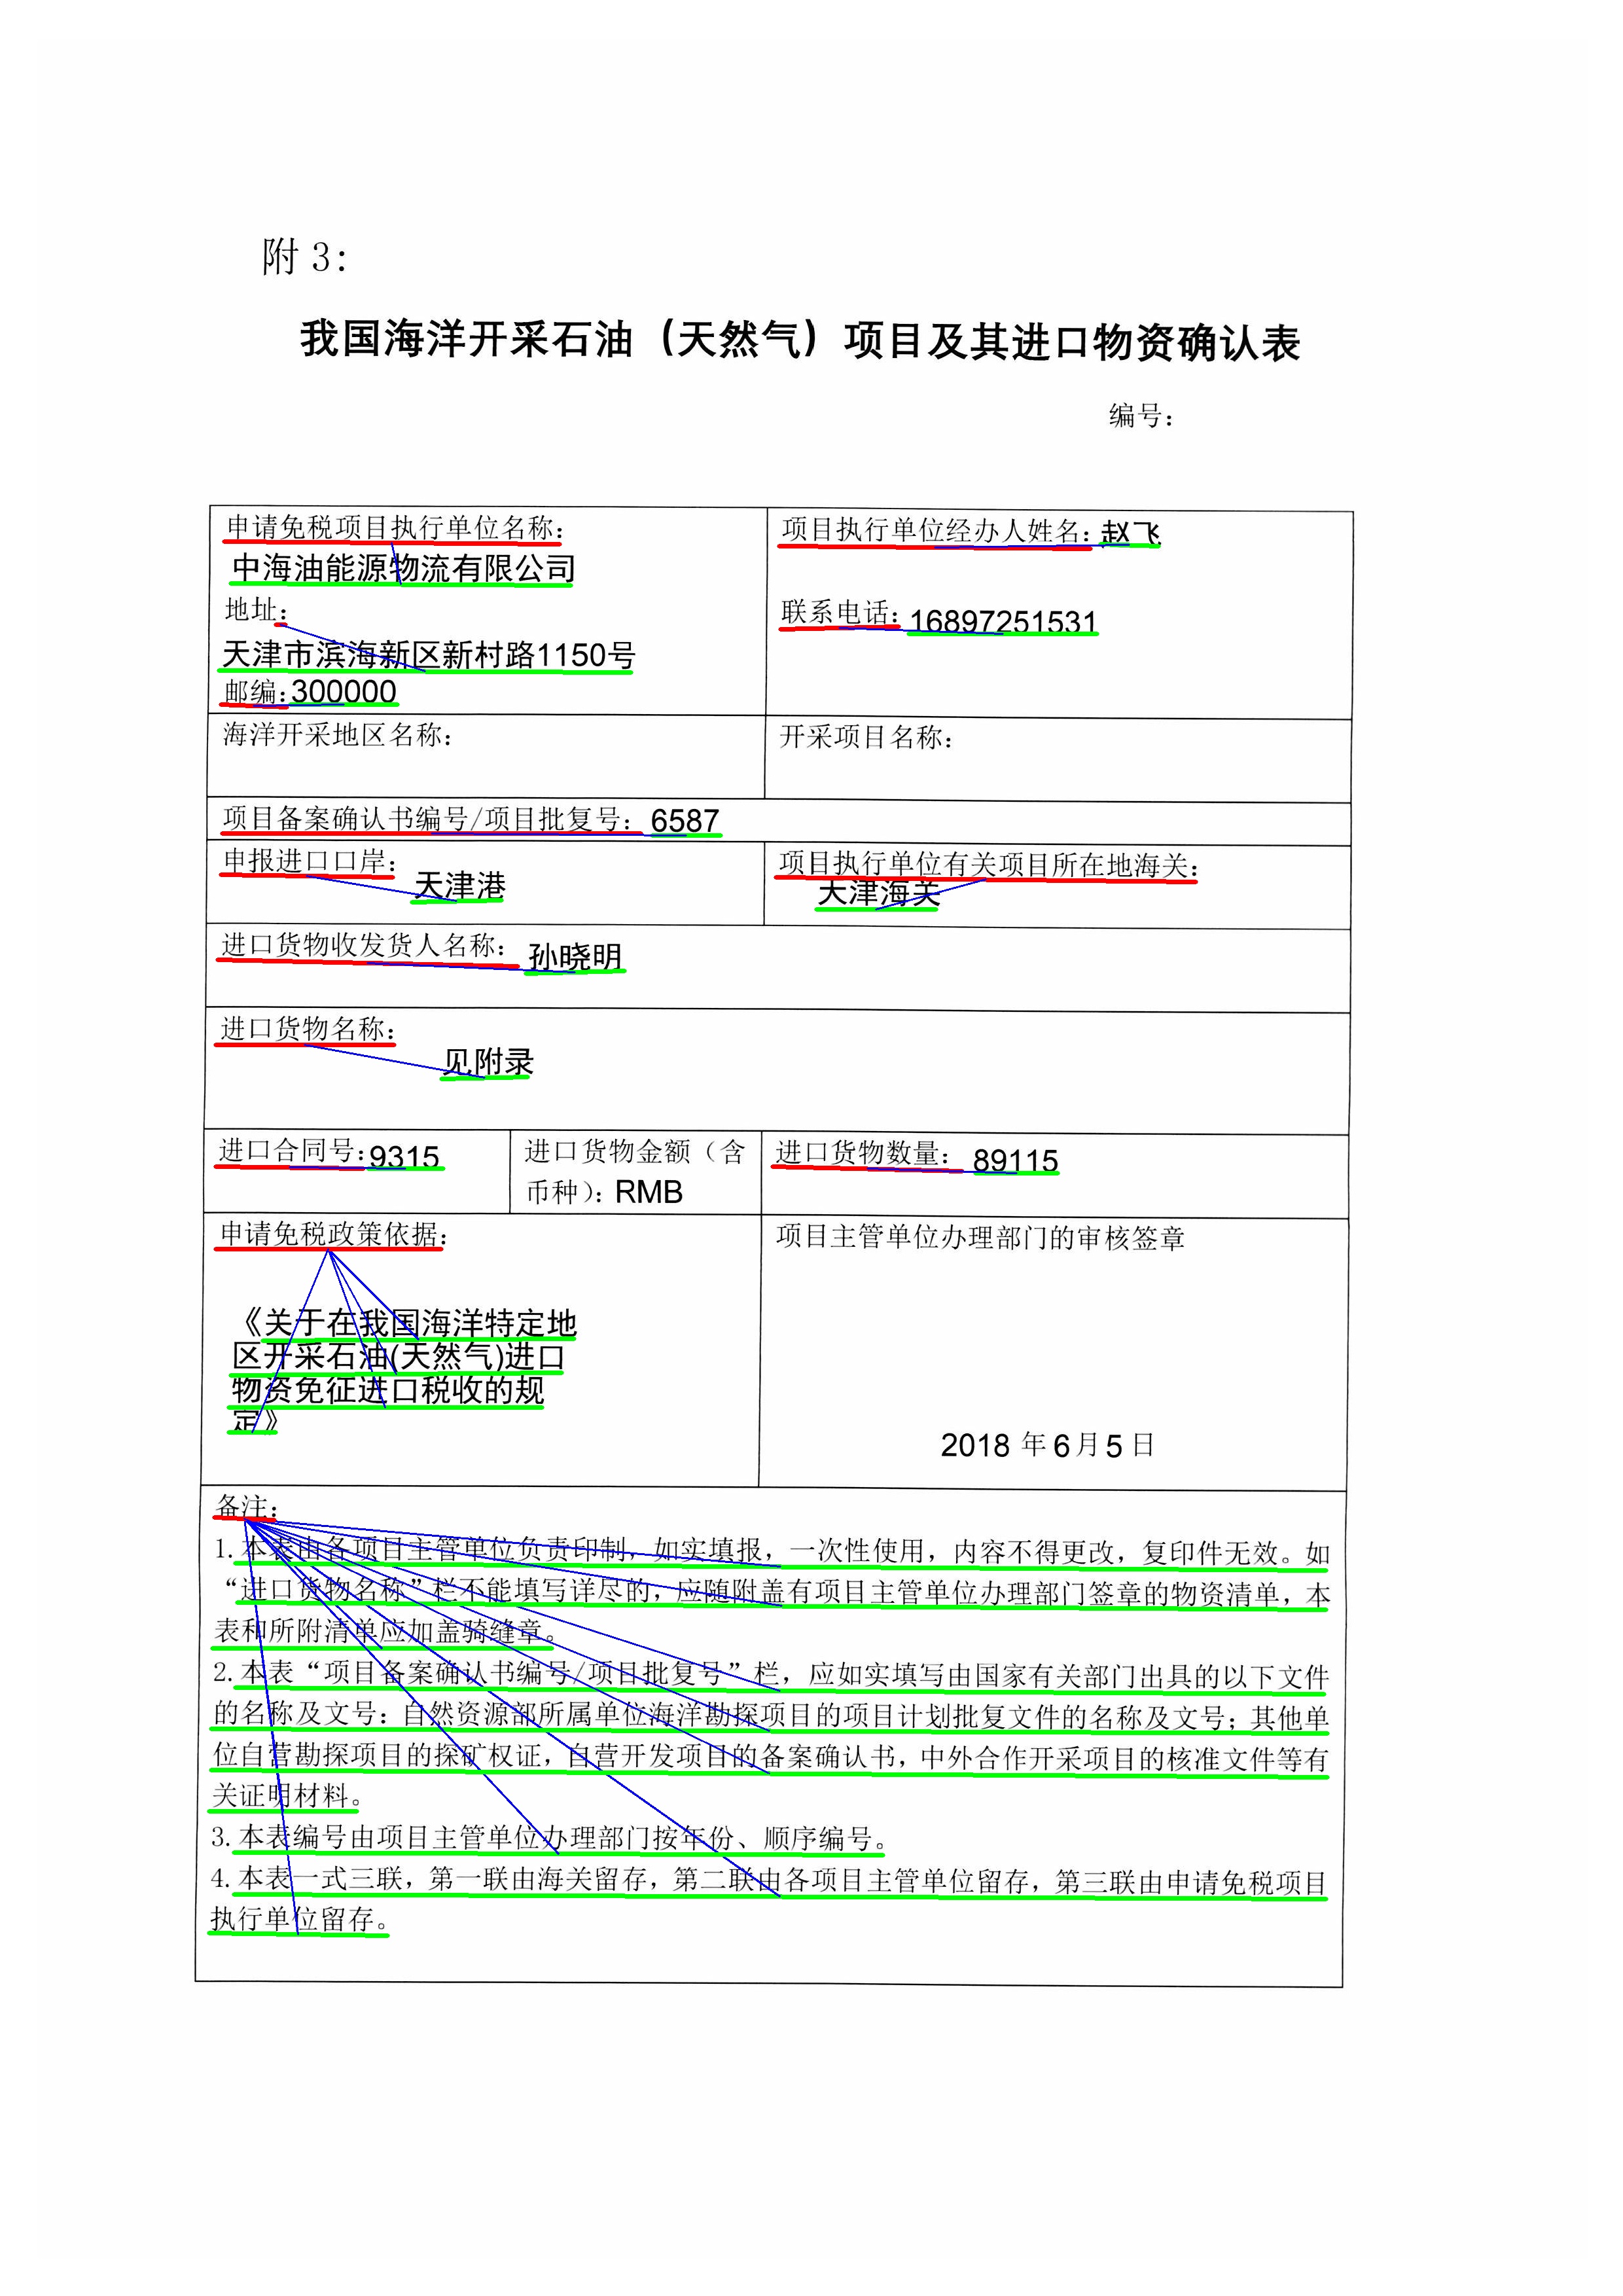 附 3：
我国海洋开采石油（天然气）项目及其进口物资确认表
编号：
申请免税项目执行单位名称：
中海油能源物流有限公司
地址：
天津市滨海新区新村路1150号
邮编：300000
项目执行单位经办人姓名：赵飞
联系电话：16897251531
海洋开采地区名称：
开采项目名称：
项目备案确认书编号/项目批复号：6587
申报进口口岸：
天津港
项目执行单位有关项目所在地海关：
天津海关
进口货物收发货人名称：孙晓明
进口货物名称：
见附录
进口合同号：9315
进口货物金额（含
币种）：RMB
进口货物数量：89115
申请免税政策依据：
《关于在我国海洋特定地
区开采石油(天然气)进口
物资免征进口税收的规
定》
项目主管单位办理部门的审核签章
2018 年 6 月 5 日
备注：
1.本表由各项目主管单位负责印制，如实填报，一次性使用，内容不得更改，复印件无效。如
“进口货物名称”栏不能填写详尽的，应随附盖有项目主管单位办理部门签章的物资清单，本
表和所附清单应加盖骑缝章。
2.本表“项目备案确认书编号/项目批复号”栏，应如实填写由国家有关部门出具的以下文件
的名称及文号：自然资源部所属单位海洋勘探项目的项目计划批复文件的名称及文号；其他单
位自营勘探项目的探矿权证，自营开发项目的备案确认书，中外合作开采项目的核准文件等有
关证明材料。
3.本表编号由项目主管单位办理部门按年份、顺序编号。
4.本表一式三联，第一联由海关留存，第二联由各项目主管单位留存，第三联由申请免税项目
执行单位留存。